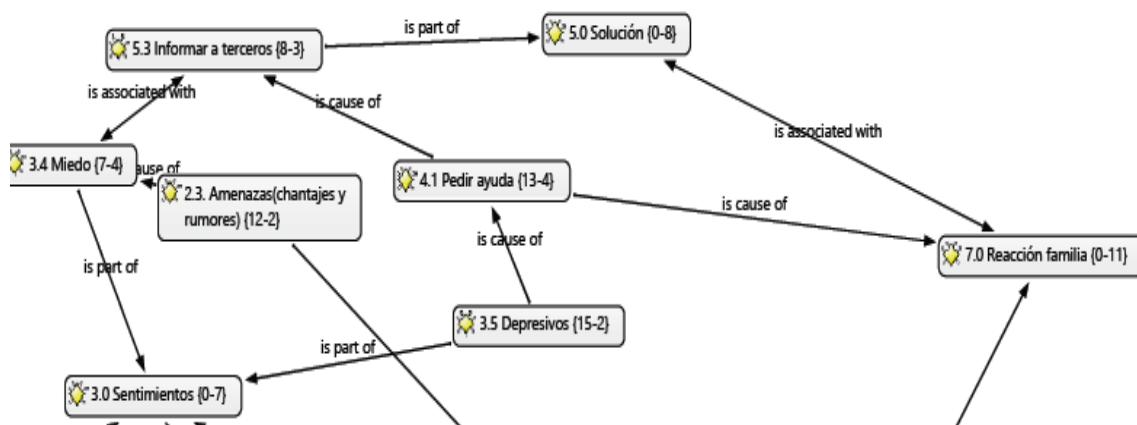 is part of
5.0 Solución {0-8}
5.3 Informar a terceros {8-3}
is associated with
is cause of
is associated with
3.4 Miedo {7-4}
ause of
2.3. Amenazas(chantajes y
rumores) {12-2}
4.1 Pedir ayuda {13-4}
is cause of
is cause of
7.0 Reacción familia {0-11}
is part of
3.5 Depresivos {15-2}
is part of
3.0 Sentimientos {0-7}